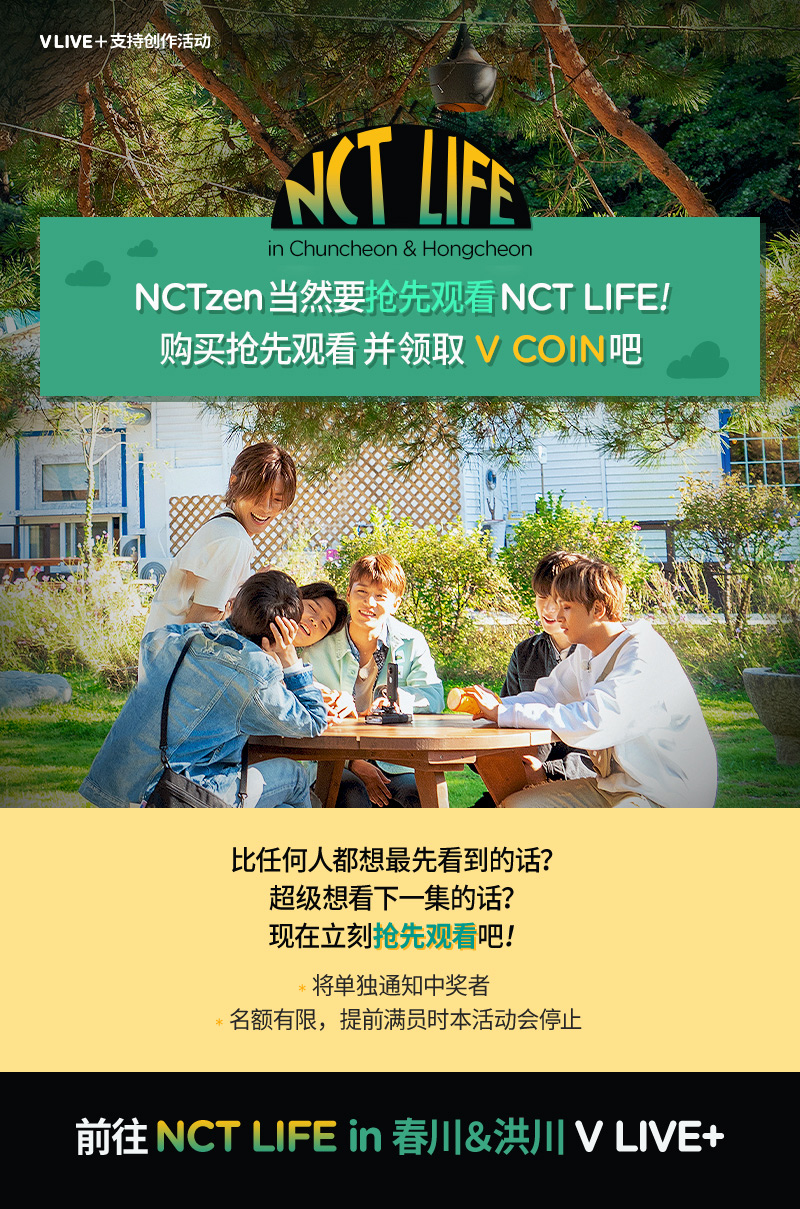 V LIVE+支持创作活动
NCT LIFE
in Chuncheon & Hongcheon
NCTzen当然要抢先观看NCT LIFE!
购买抢先观看并领取 V COIN吧
比任何人都想最先看到的话?
超级想看下一集的话?
现在立刻抢先观看吧!
* 将单独通知中奖者
* 名额有限，提前满员时本活动会停止
前往 NCT LIFE in 春川&洪川 V LIVE+